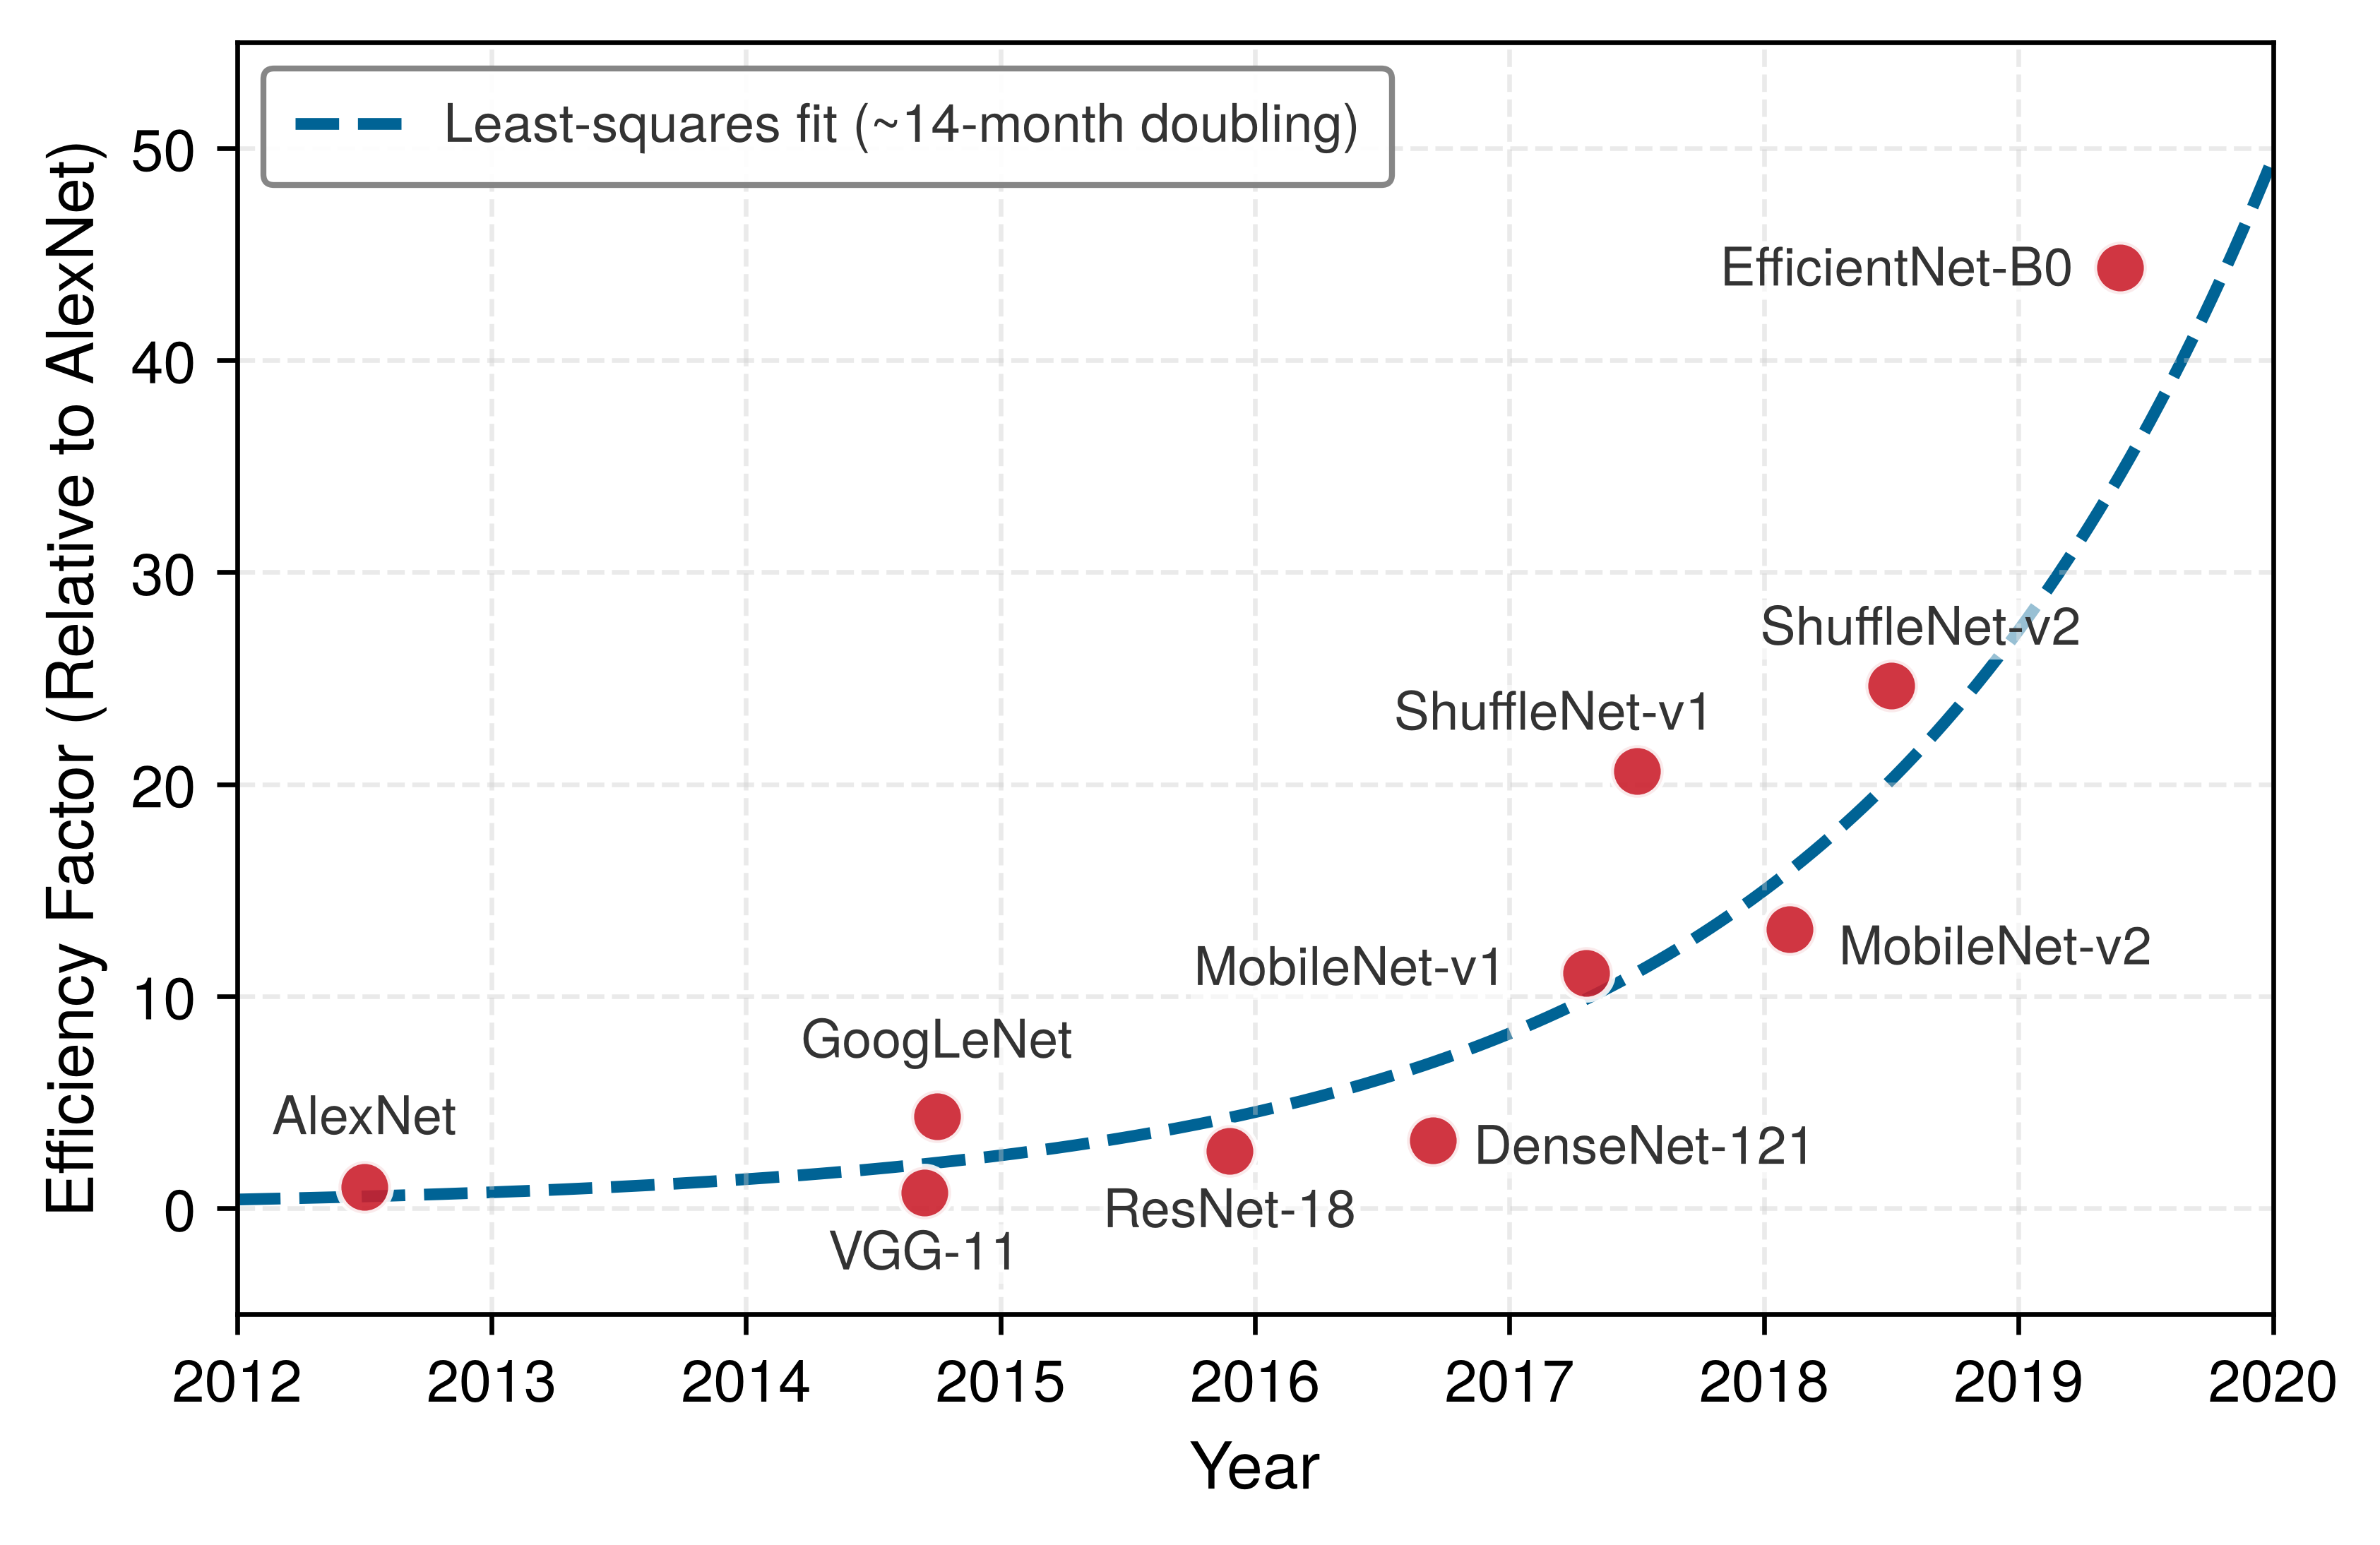 Least-squares fit (~14-month doubling)
Efficiency Factor (Relative to AlexNet)
50
40
30
20
10
0
EfficientNet-B0
ShuffleNet-v2
ShuffleNet-v1
MobileNet-v1
MobileNet-v2
GoogLeNet
AlexNet
DenseNet-121
ResNet-18
VGG-11
2012
2013
2014
2015
2016
2017
2018
2019
2020
Year